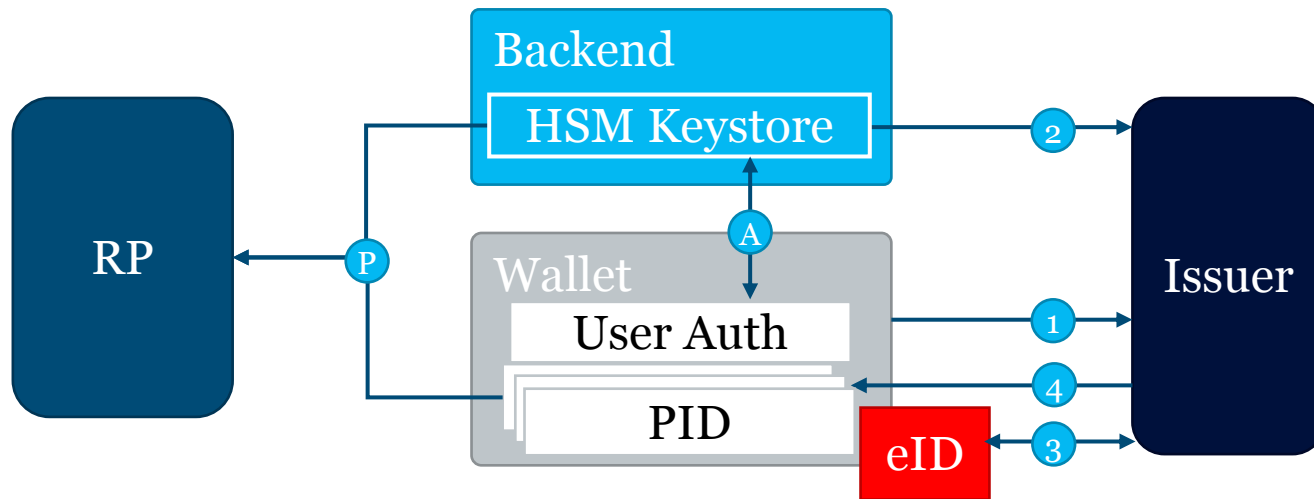 Backend
HSM Keystore
2
RP
P
A
Wallet
User Auth
1
Issuer
4
PID
eID
3